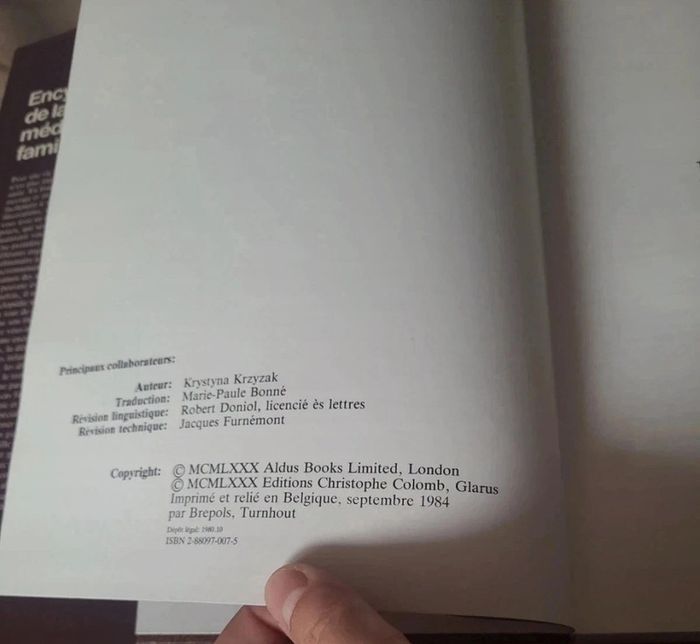 Ency
de la
méd
fami
Principaux collaborateurs:
Auteur: Krystyna Krzyzak
Traduction: Marie-Paule Bonné
Révision linguistique: Robert Doniol, licencié ès lettres
Révision technique: Jacques Furnémont
Copyright: © MCMLXXX Aldus Books Limited, London
© MCMLXXX Editions Christophe Colomb, Glarus
Imprimé et relié en Belgique, septembre 1984
par Brepols, Turnhout
Dépôt légal: 1980.10
ISBN 2-88097-007-5